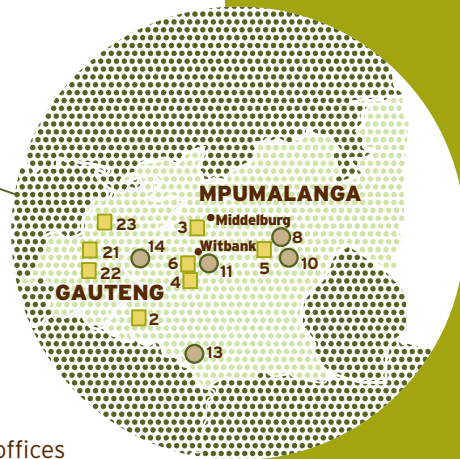 MPUMALANGA
Middelburg
3
23
8
Witbank
14
21
5
10
6
11
22
4
GAUTENG
2
13
offices